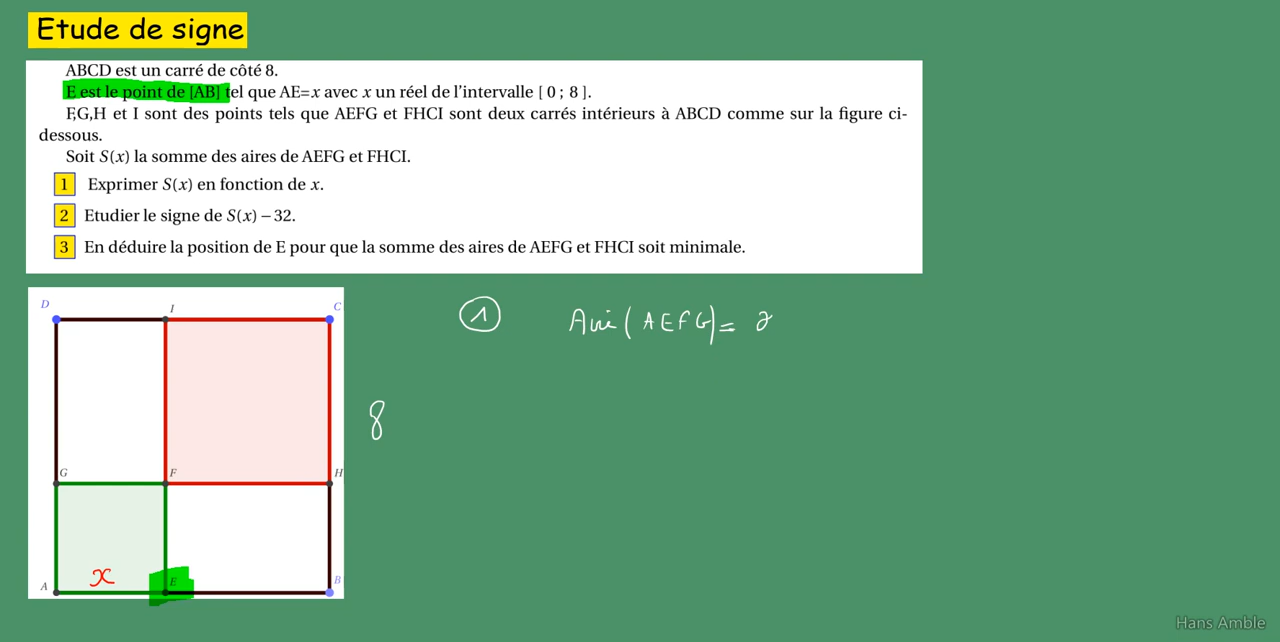 Etude de signe
ABCD est un carré de côté 8.
E est le point de [AB] tel que AE=x avec x un réel de l'intervalle [ 0 ; 8 ].
F,G,H et I sont des points tels que AEFG et FHCI sont deux carrés intérieurs à ABCD comme sur la figure ci-
dessous.
Soit S(x) la somme des aires de AEFG et FHCI.
1 Exprimer S(x) en fonction de x.
2 Etudier le signe de S(x) − 32.
3 En déduire la position de E pour que la somme des aires de AEFG et FHCI soit minimale.
D I C
1 Aire(AEFG)=
8
G F H
x
A E B
Hans Amble